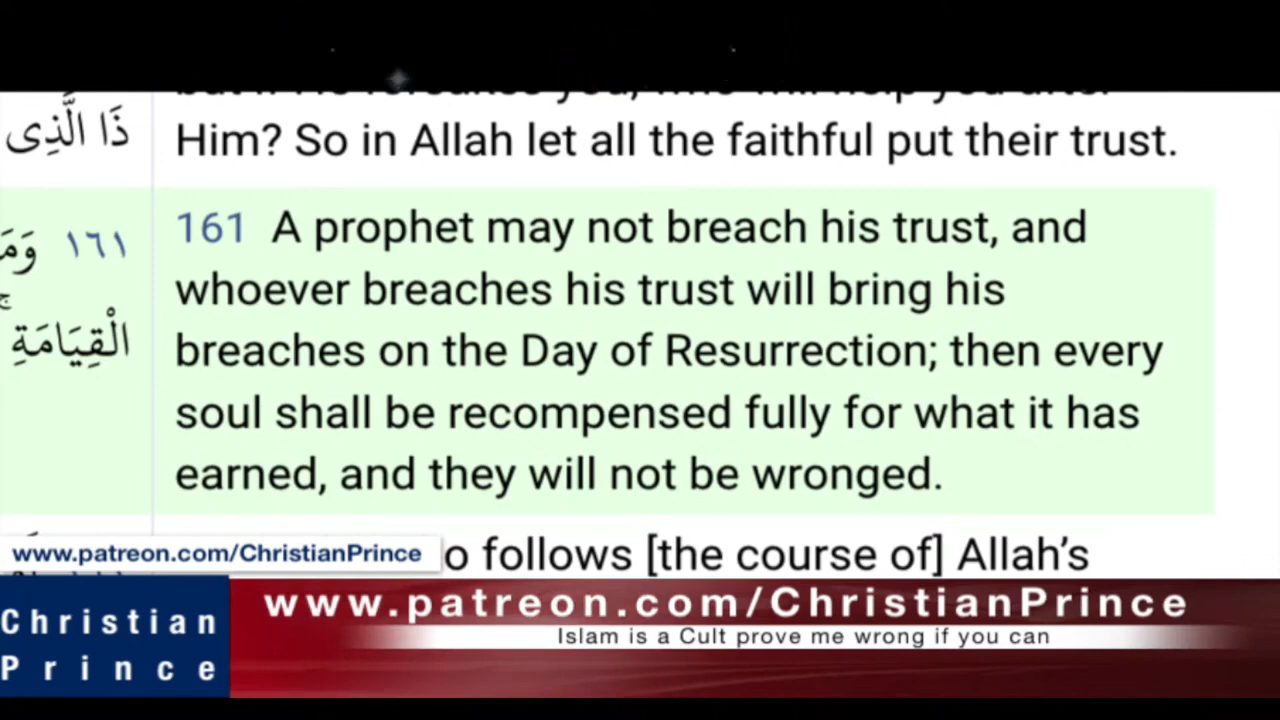 Him? So in Allah let all the faithful put their trust.
ذَا الَّذِى
161 A prophet may not breach his trust, and
whoever breaches his trust will bring his
breaches on the Day of Resurrection; then every
soul shall be recompensed fully for what it has
earned, and they will not be wronged.
١٦١
الْقِيَامَةِ
follows [the course of] Allah’s
www.patreon.com/ChristianPrince
Christian
Prince
www.patreon.com/ChristianPrince
Islam is a Cult prove me wrong if you can